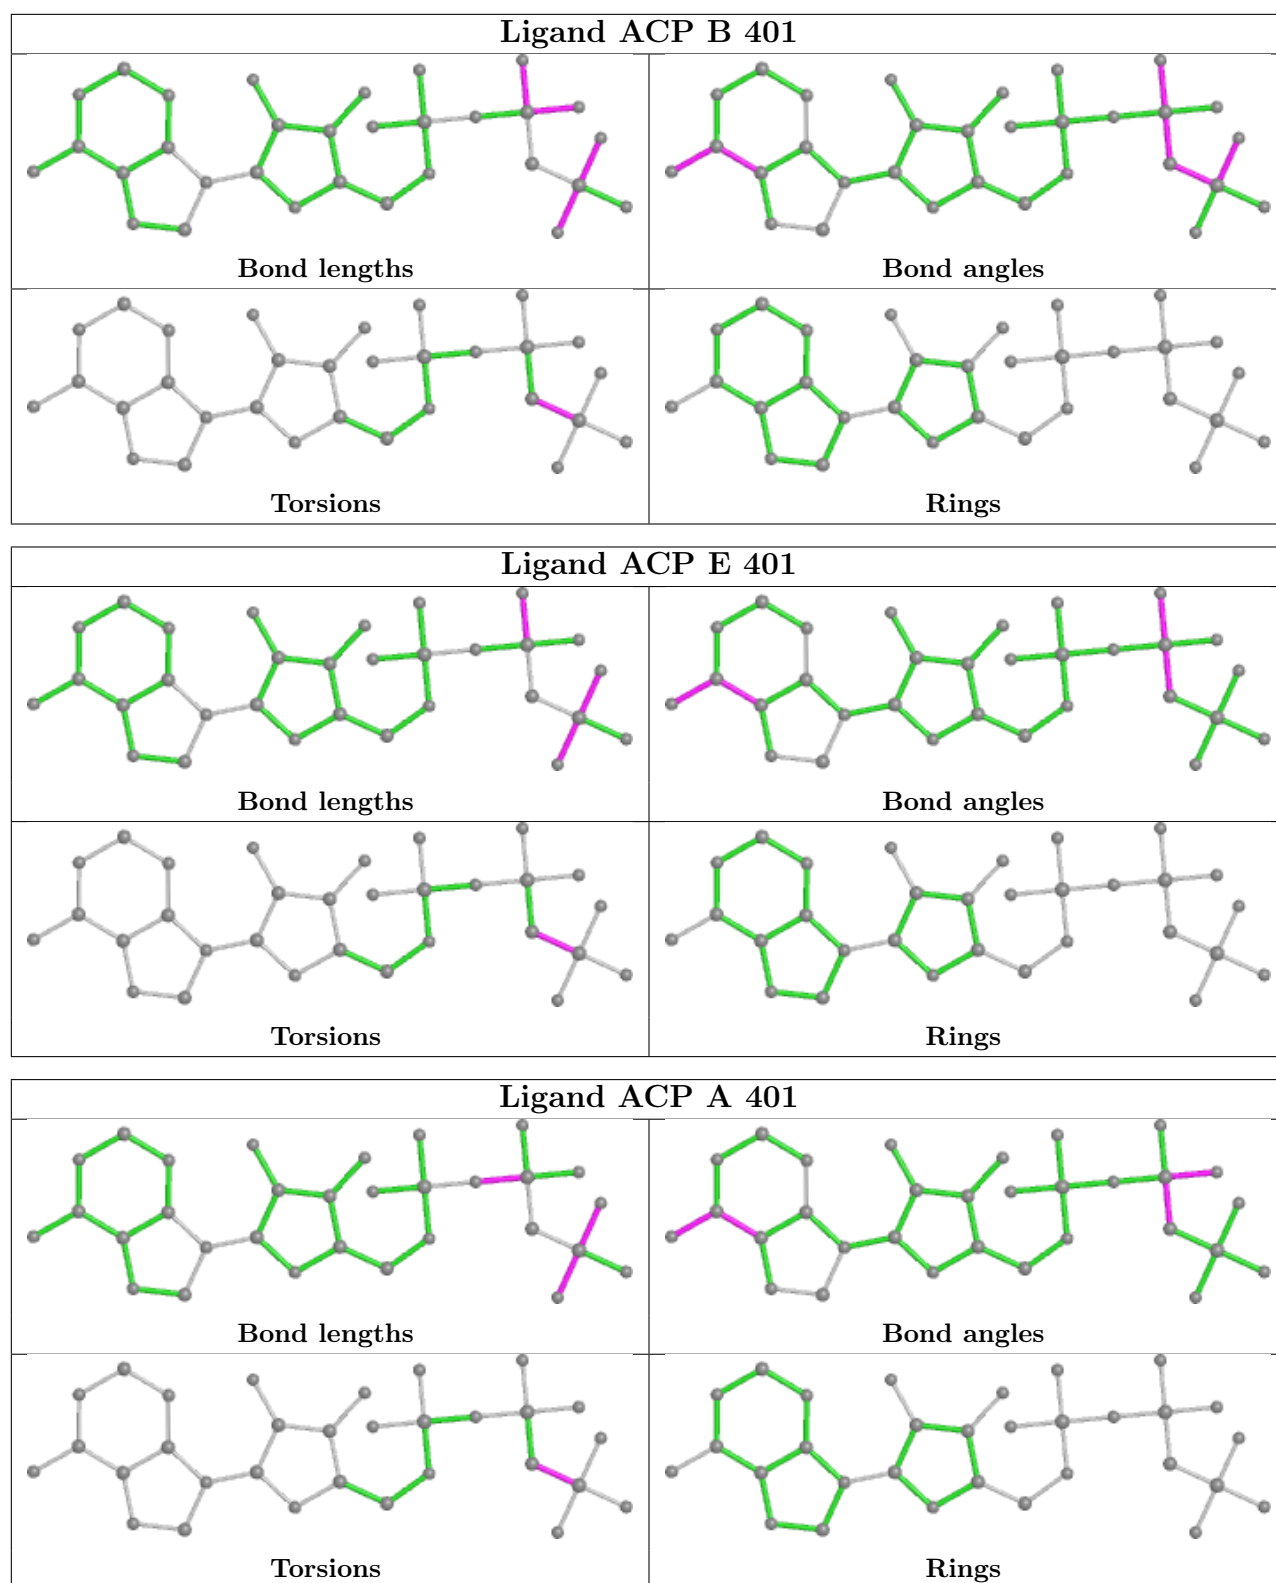 Ligand ACP B 401
Bond lengths
Bond angles
Torsions
Rings
Ligand ACP E 401
Bond lengths
Bond angles
Torsions
Rings
Ligand ACP A 401
Bond lengths
Bond angles
Torsions
Rings